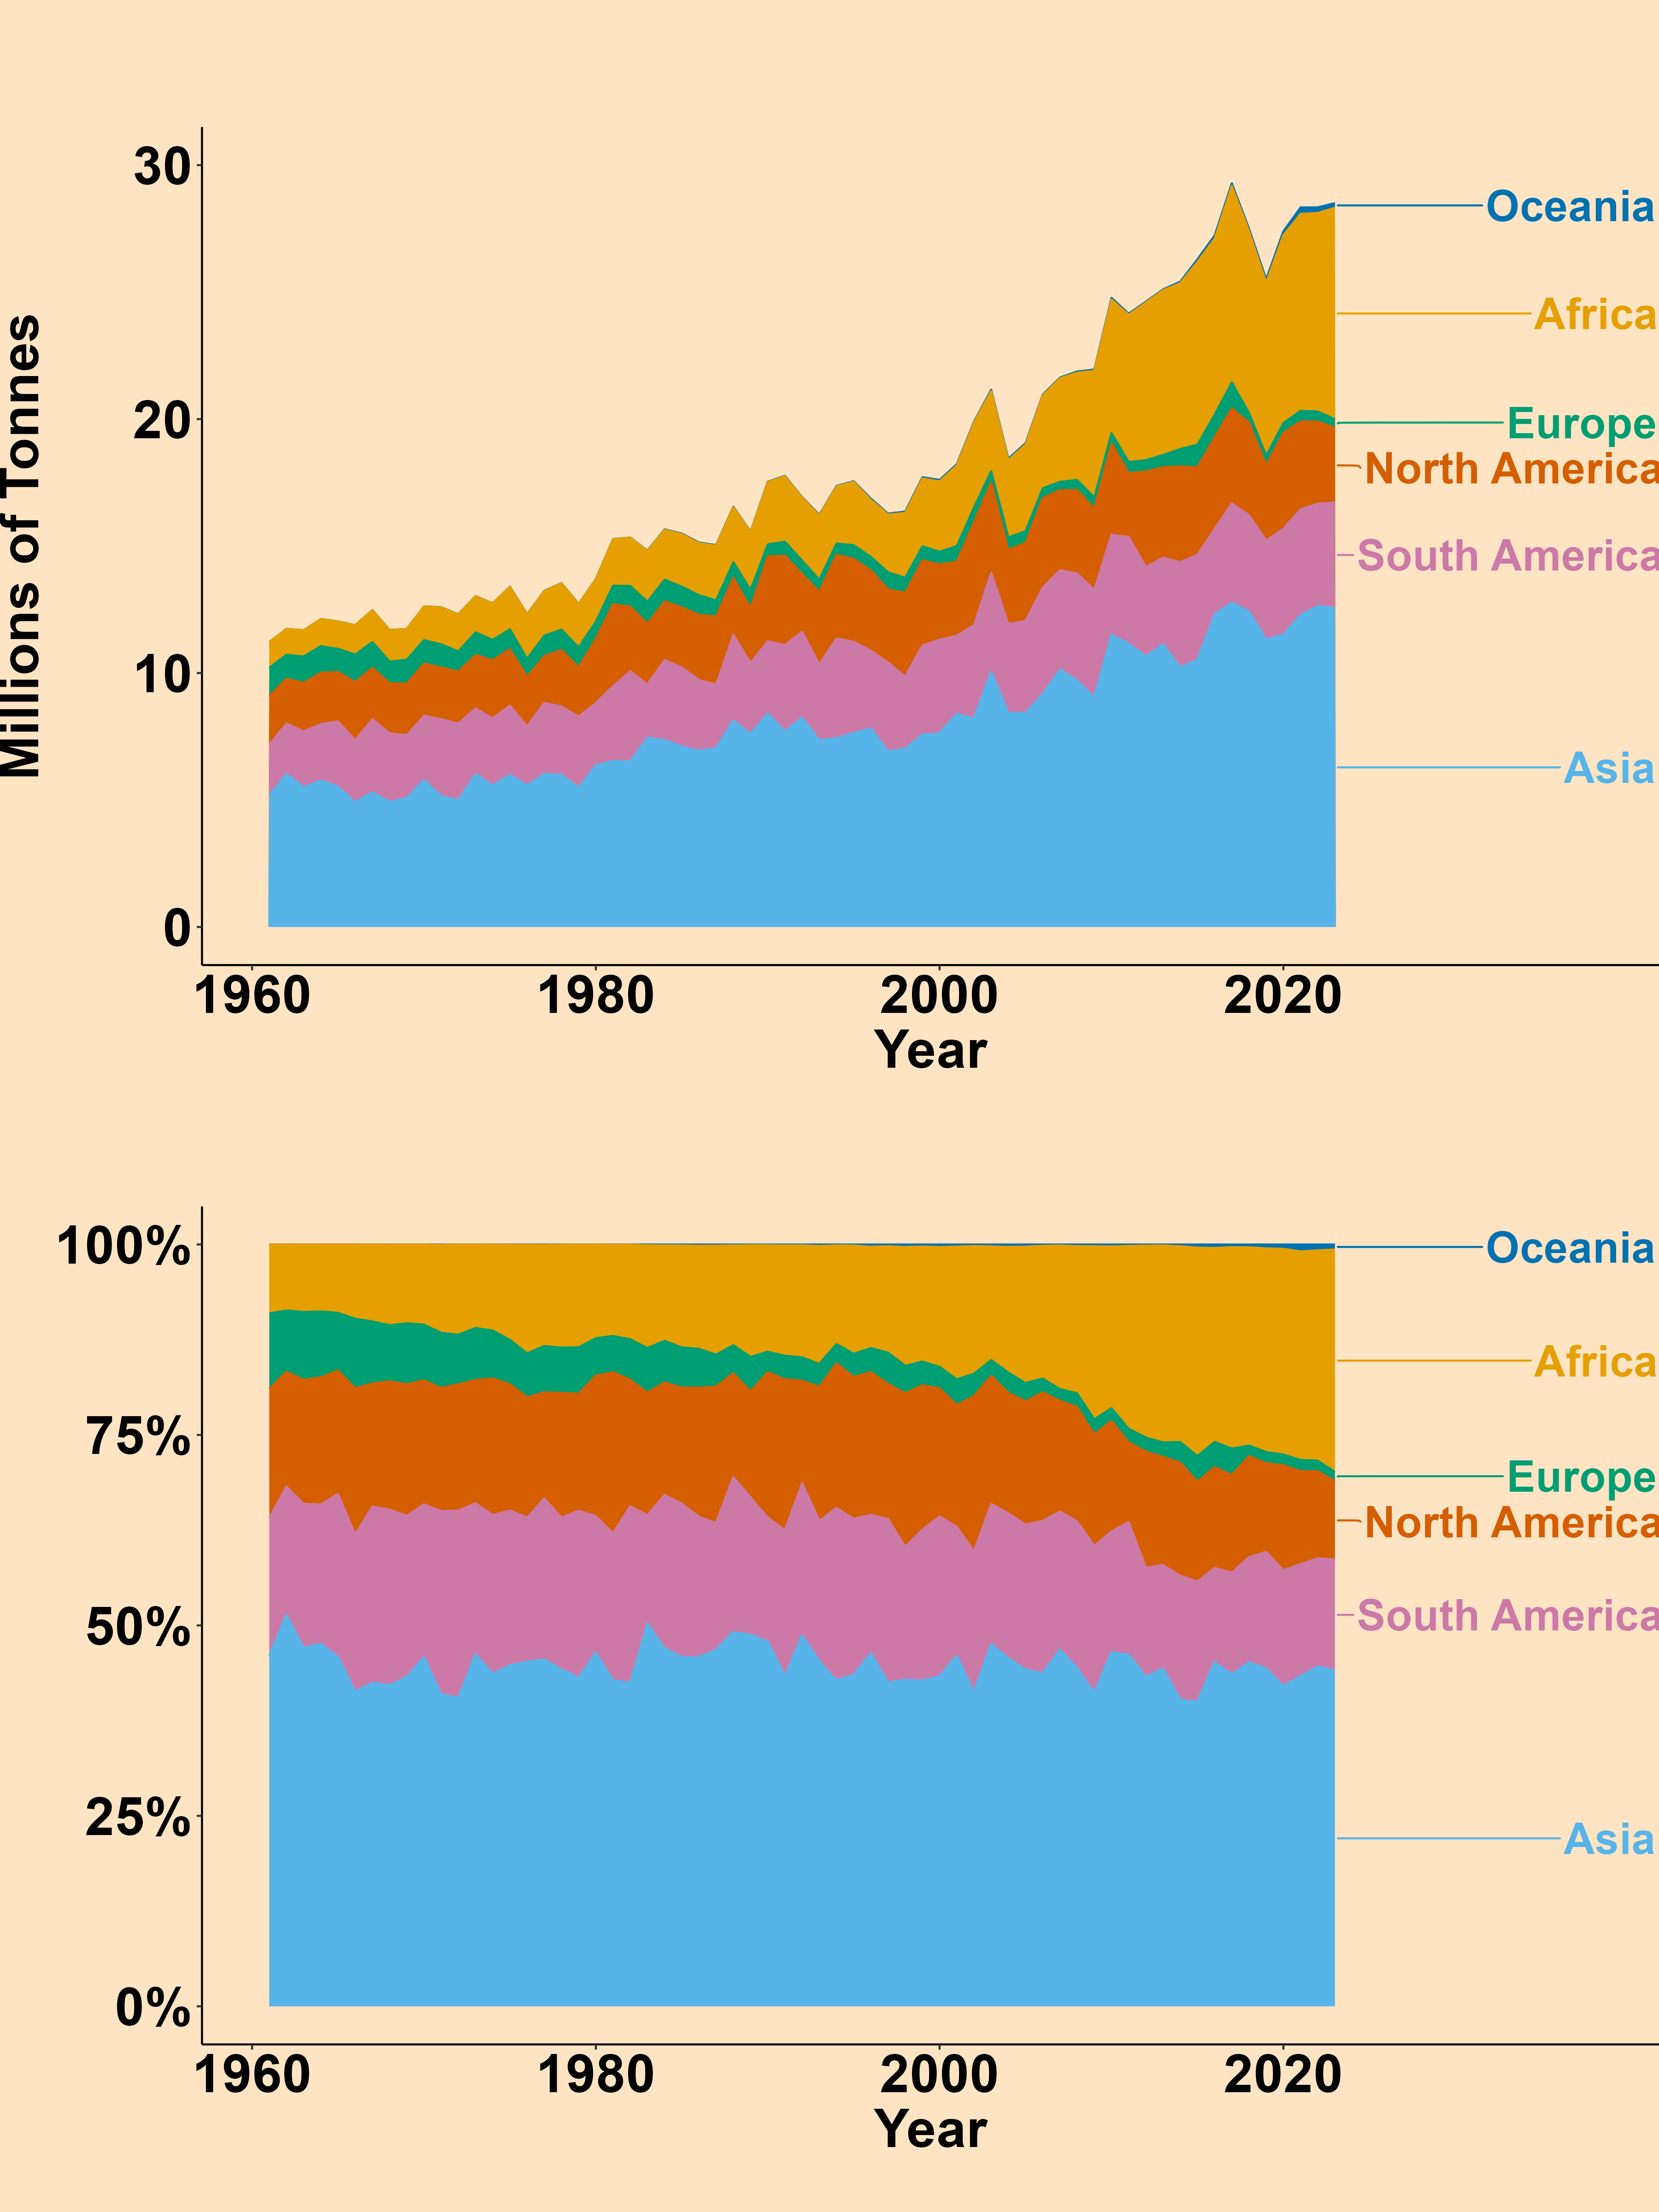 Millions of Tonnes
30
20
10
0
1960 1980 2000 2020
Year
Oceania
Africa
Europe
North America
South America
Asia
100%
75%
50%
25%
0%
1960 1980 2000 2020
Year
Oceania
Africa
Europe
North America
South America
Asia